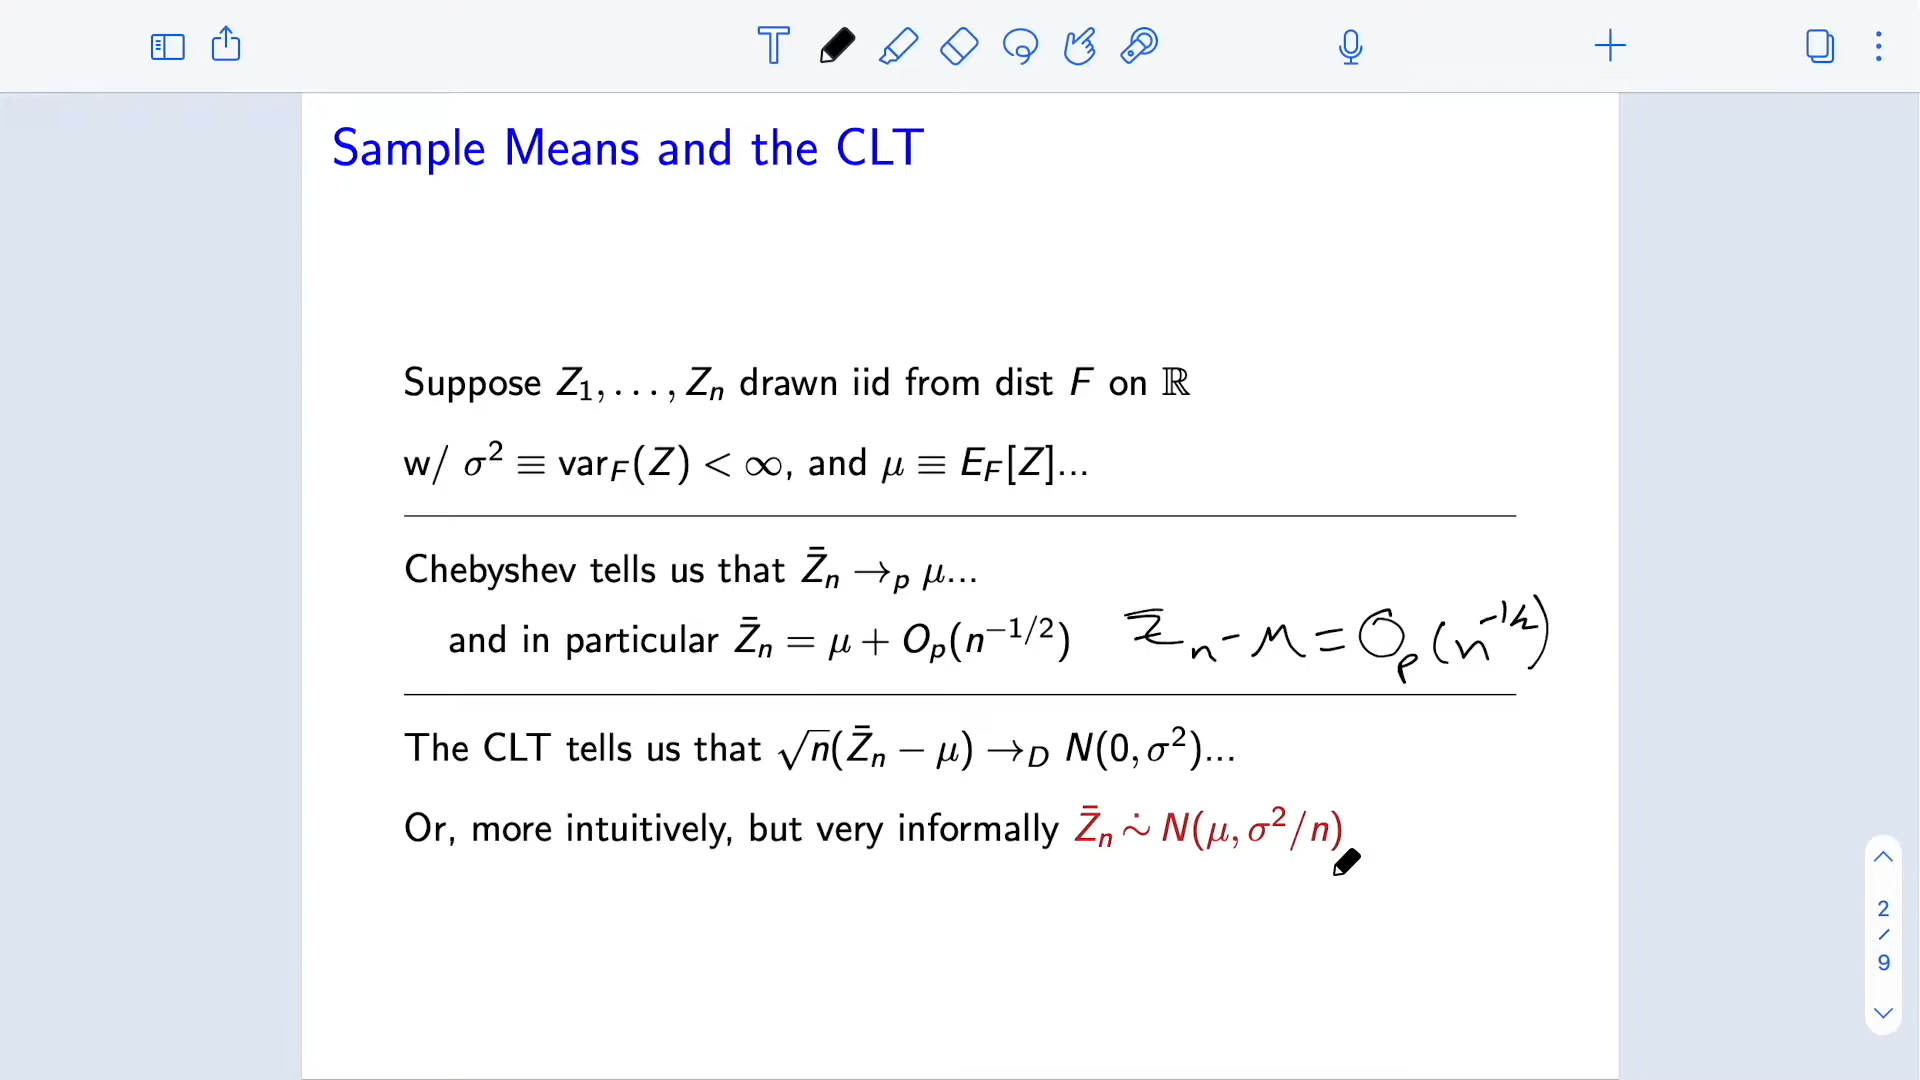 Sample Means and the CLT
Suppose Z₁, . . . , Zₙ drawn iid from dist F on ℝ
w/ σ² ≡ var_F(Z) < ∞, and μ ≡ E_F[Z]...
Chebyshev tells us that Z̄ₙ →ₚ μ...
and in particular Z̄ₙ = μ + Oₚ(n^{−1/2}) Z̄ₙ - μ = Oₚ(n^{-1/2})
The CLT tells us that √n(Z̄ₙ − μ) →_D N(0, σ²)...
Or, more intuitively, but very informally Z̄ₙ ∼̇ N(μ, σ²/n)
2
/
9